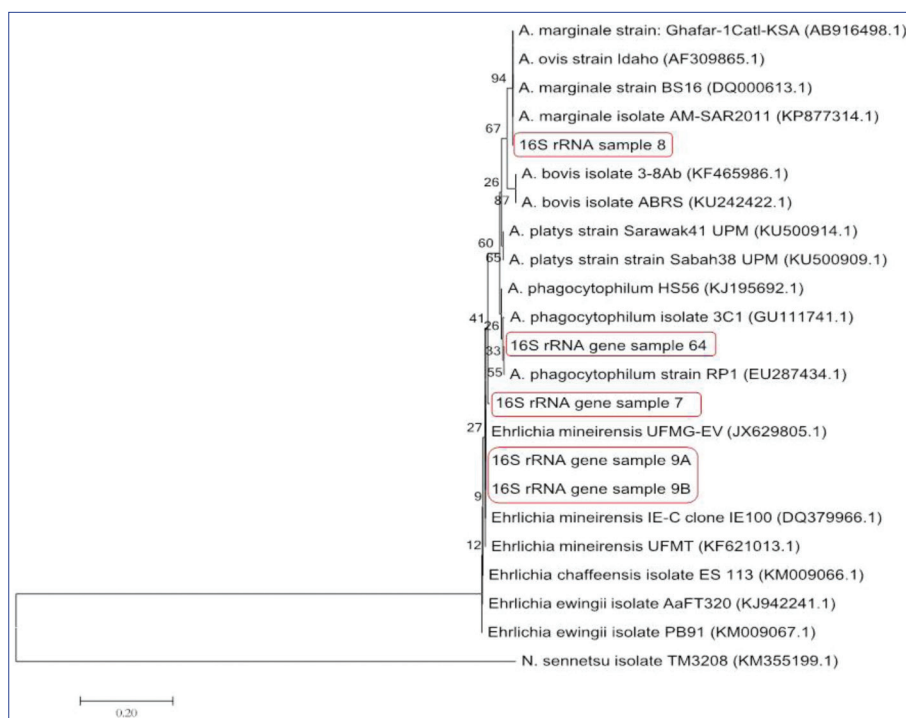 A. marginale strain: Ghafar-1Catl-KSA (AB916498.1)
A. ovis strain Idaho (AF309865.1)
94
A. marginale strain BS16 (DQ000613.1)
A. marginale isolate AM-SAR2011 (KP877314.1)
67
16S rRNA sample 8
A. bovis isolate 3-8Ab (KF465986.1)
26
87
A. bovis isolate ABRS (KU242422.1)
A. platys strain Sarawak41 UPM (KU500914.1)
60
65
A. platys strain strain Sabah38 UPM (KU500909.1)
A. phagocytophilum HS56 (KJ195692.1)
41
26
A. phagocytophilum isolate 3C1 (GU111741.1)
16S rRNA gene sample 64
33
55
A. phagocytophilum strain RP1 (EU287434.1)
16S rRNA gene sample 7
27
Ehrlichia mineirensis UFMG-EV (JX629805.1)
16S rRNA gene sample 9A
16S rRNA gene sample 9B
9
Ehrlichia mineirensis IE-C clone IE100 (DQ379966.1)
12
Ehrlichia mineirensis UFMT (KF621013.1)
Ehrlichia chaffeensis isolate ES 113 (KM009066.1)
Ehrlichia ewingii isolate AaFT320 (KJ942241.1)
Ehrlichia ewingii isolate PB91 (KM009067.1)
N. sennetsu isolate TM3208 (KM355199.1)
0.20